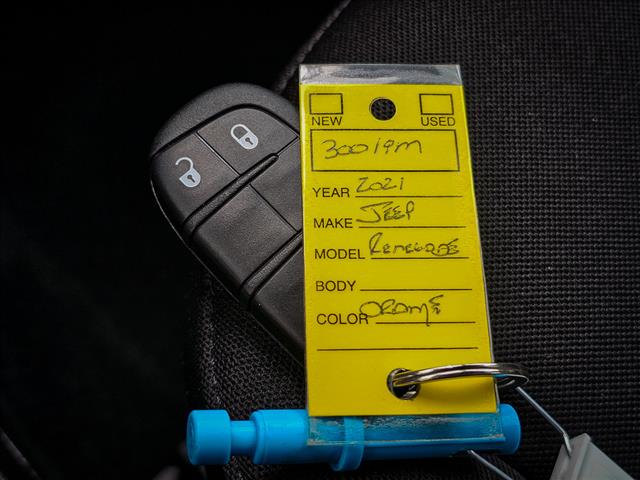 NEW USED
30019M
YEAR 2021
MAKE JEEP
MODEL RENEGADE
BODY
COLOR ORANGE